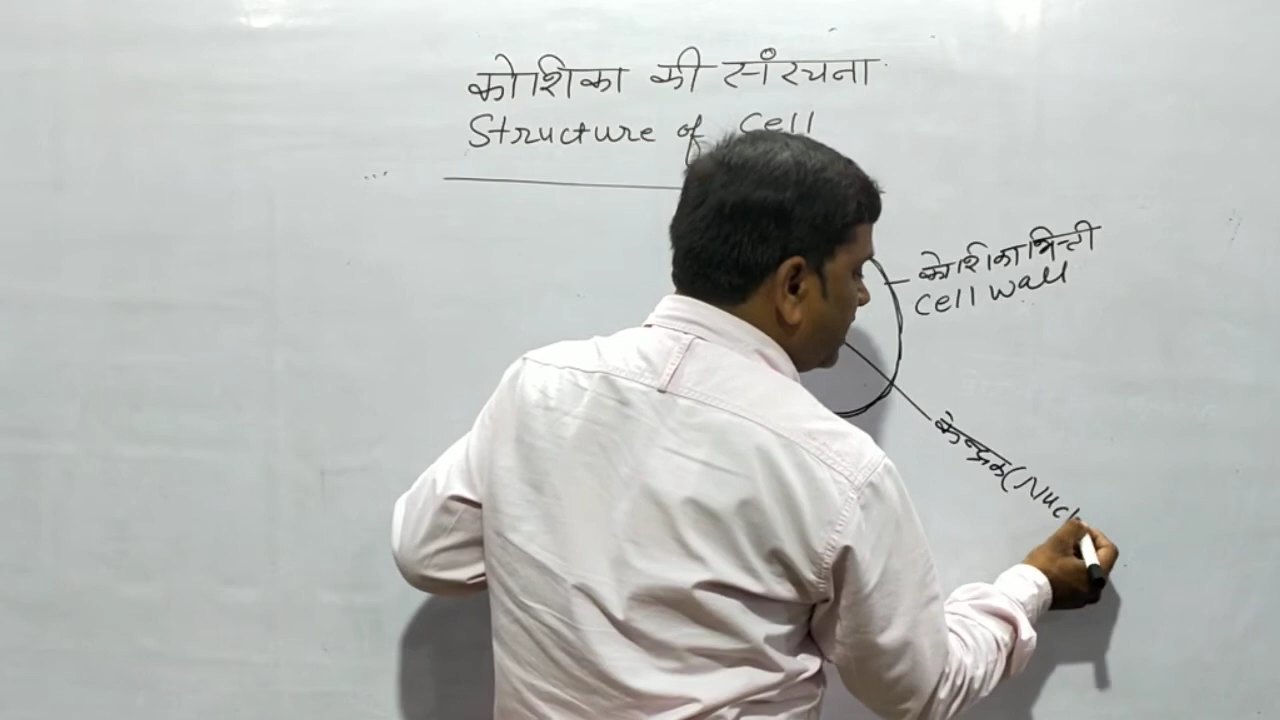 कोशिका की संरचना
Structure of Cell
कोशिका भित्ती
Cell wall
केन्द्रक (Nucl